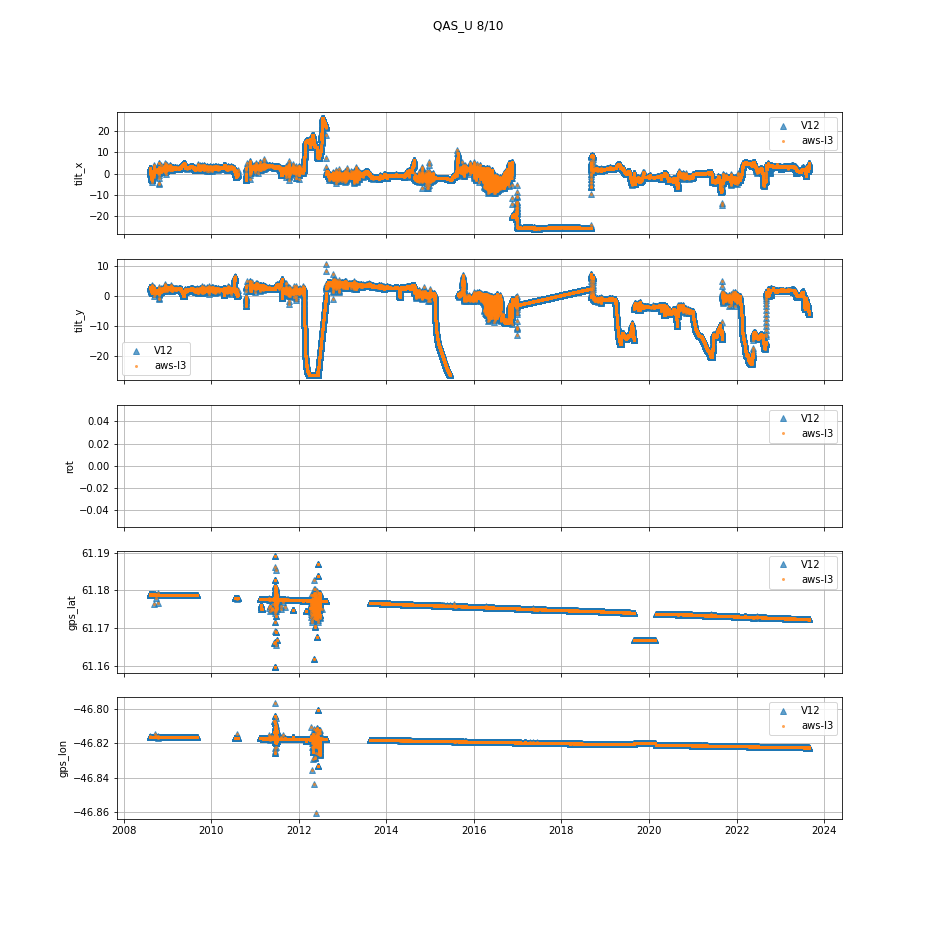 QAS_U 8/10
20
10
0
−10
−20
tilt_x
V12
aws-l3
10
0
−10
−20
tilt_y
V12
aws-l3
0.04
0.02
0.00
−0.02
−0.04
rot
V12
aws-l3
61.19
61.18
61.17
61.16
gps_lat
V12
aws-l3
−46.80
−46.82
−46.84
−46.86
gps_lon
V12
aws-l3
2008 2010 2012 2014 2016 2018 2020 2022 2024